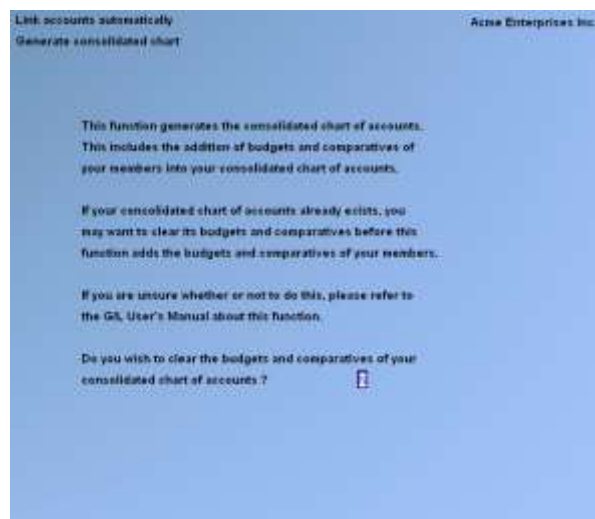 Link accounts automatically
Acme Enterprises Inc.
Generate consolidated chart
This function generates the consolidated chart of accounts.
This includes the addition of budgets and comparatives of
your members into your consolidated chart of accounts.
If your consolidated chart of accounts already exists, you
may want to clear its budgets and comparatives before this
function adds the budgets and comparatives of your members.
If you are unsure whether or not to do this, please refer to
the G/L User's Manual about this function.
Do you wish to clear the budgets and comparatives of your
consolidated chart of accounts ?